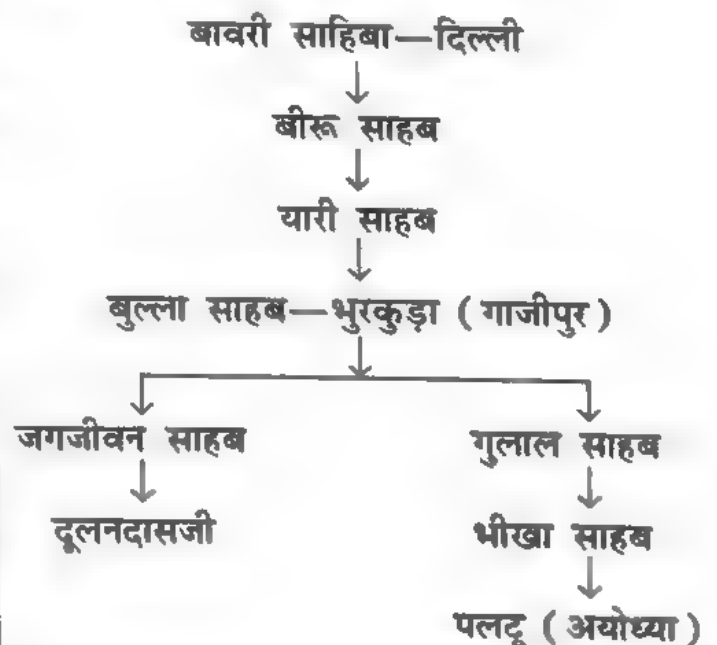 बावरी साहिबा—दिल्ली
बीरू साहब
यारी साहब
बुल्ला साहब—भुरकुड़ा ( गाजीपुर )
जगजीवन साहब गुलाल साहब
दूलनदासजी भीखा साहब
पलटू ( अयोध्या )